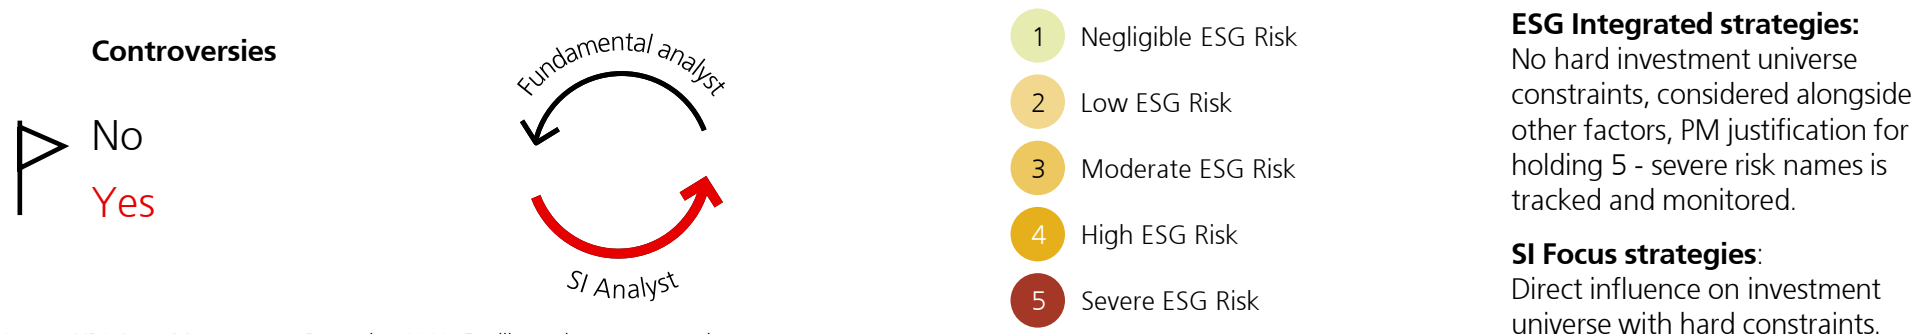 Controversies
No
Yes
Fundamental analyst
SI Analyst
1 Negligible ESG Risk
2 Low ESG Risk
3 Moderate ESG Risk
4 High ESG Risk
5 Severe ESG Risk
ESG Integrated strategies:
No hard investment universe
constraints, considered alongside
other factors, PM justification for
holding 5 - severe risk names is
tracked and monitored.
SI Focus strategies:
Direct influence on investment
universe with hard constraints.